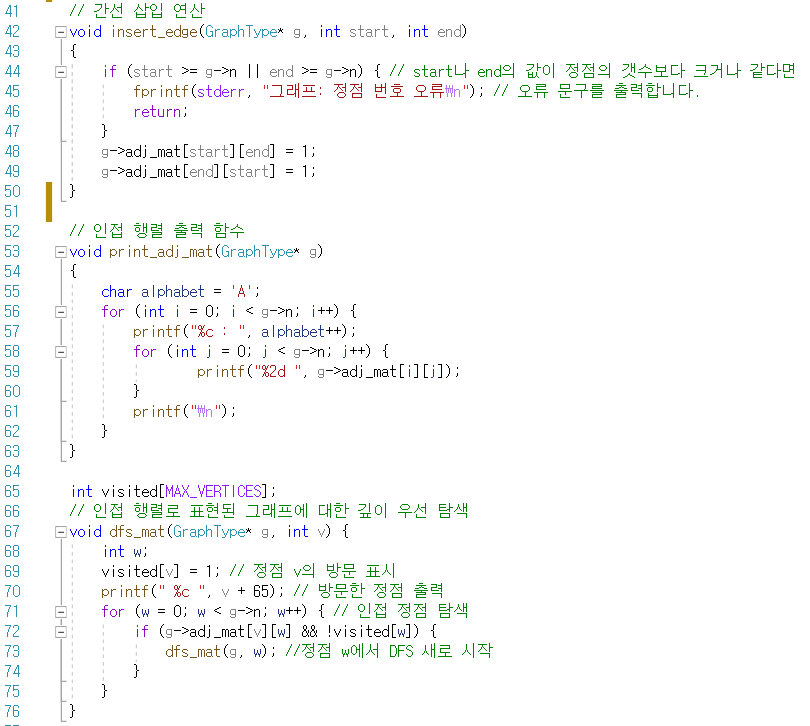 41 // 간선 삽입 연산
42 void insert_edge(GraphType* g, int start, int end)
43 {
44 if (start >= g->n || end >= g->n) { // start나 end의 값이 정점의 갯수보다 크거나 같다면
45 fprintf(stderr, "그래프: 정점 번호 오류₩n"); // 오류 문구를 출력합니다.
46 return;
47 }
48 g->adj_mat[start][end] = 1;
49 g->adj_mat[end][start] = 1;
50 }
51
52 // 인접 행렬 출력 함수
53 void print_adj_mat(GraphType* g)
54 {
55 char alphabet = 'A';
56 for (int i = 0; i < g->n; i++) {
57 printf("%c : ", alphabet++);
58 for (int j = 0; j < g->n; j++) {
59 printf("%2d ", g->adj_mat[i][j]);
60 }
61 printf("₩n");
62 }
63 }
64
65 int visited[MAX_VERTICES];
66 // 인접 행렬로 표현된 그래프에 대한 깊이 우선 탐색
67 void dfs_mat(GraphType* g, int v) {
68 int w;
69 visited[v] = 1; // 정점 v의 방문 표시
70 printf(" %c ", v + 65); // 방문한 정점 출력
71 for (w = 0; w < g->n; w++) { // 인접 정점 탐색
72 if (g->adj_mat[v][w] && !visited[w]) {
73 dfs_mat(g, w); //정점 w에서 DFS 새로 시작
74 }
75 }
76 }